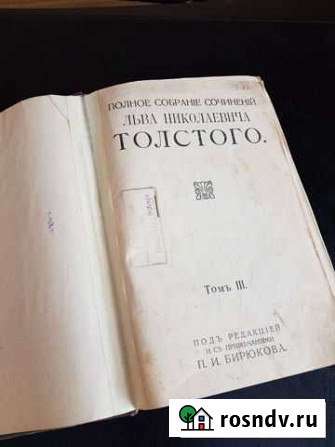 ПОЛНОЕ СОБРАНІЕ СОЧИНЕНІЙ
ЛЬВА НИКОЛАЕВИЧА
ТОЛСТОГО.
Томъ III.
ПОДЪ РЕДАКЦІЕЙ
И СЪ ПРИМѢЧАНІЯМИ
П. И. БИРЮКОВА.
rosndv.ru